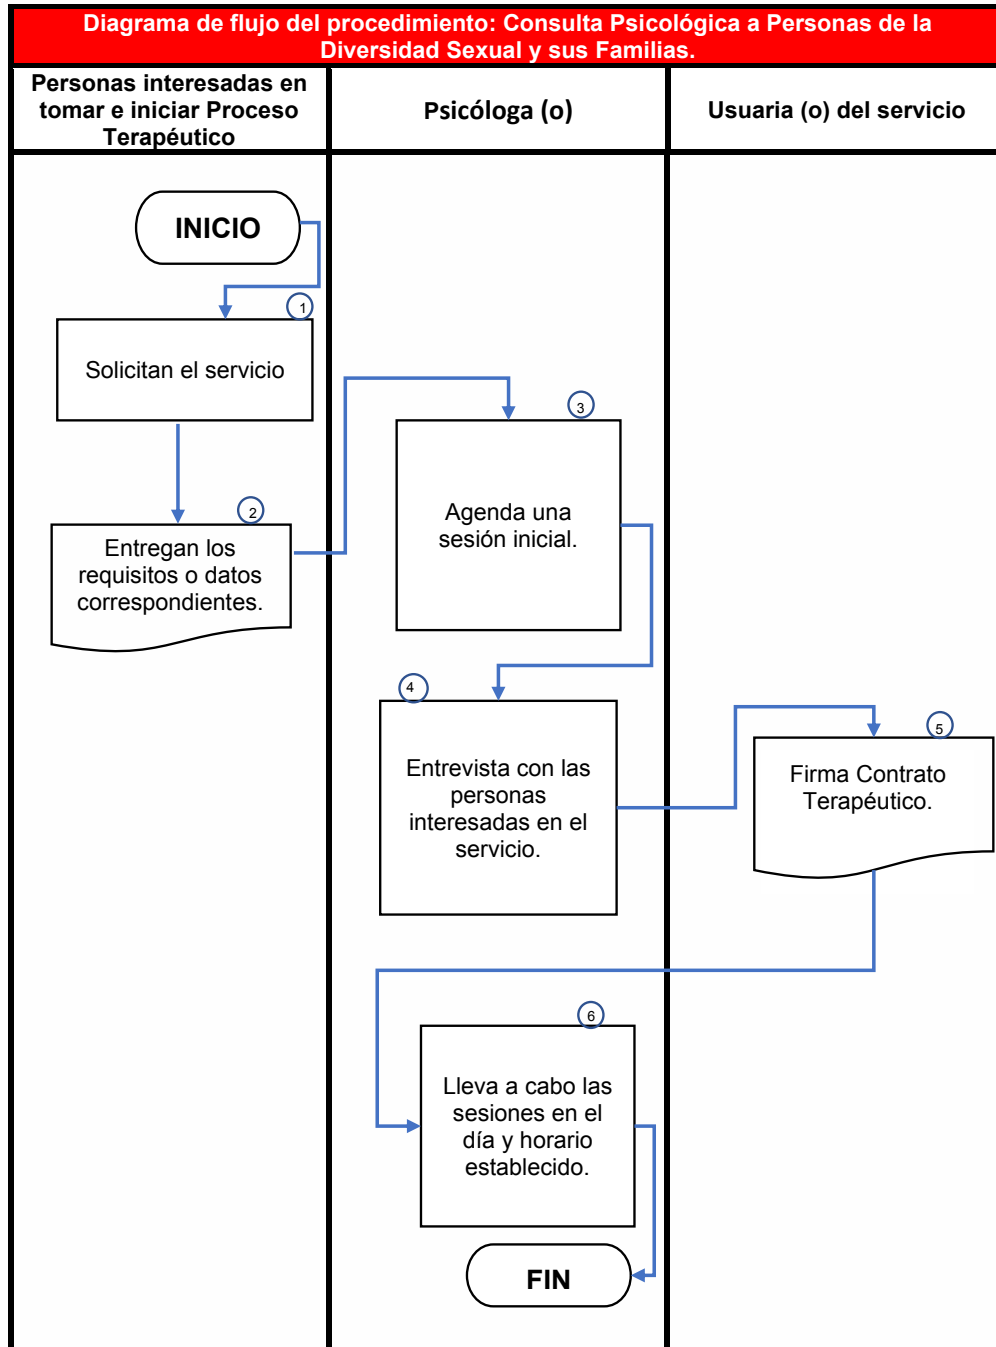 Diagrama de flujo del procedimiento: Consulta Psicológica a Personas de la
Diversidad Sexual y sus Familias.
Personas interesadas en
tomar e iniciar Proceso
Terapéutico
Psicóloga (o)
Usuaria (o) del servicio
INICIO
1
Solicitan el servicio
2
Entregan los
requisitos o datos
correspondientes.
3
Agenda una
sesión inicial.
4
Entrevista con las
personas
interesadas en el
servicio.
5
Firma Contrato
Terapéutico.
6
Lleva a cabo las
sesiones en el
día y horario
establecido.
FIN